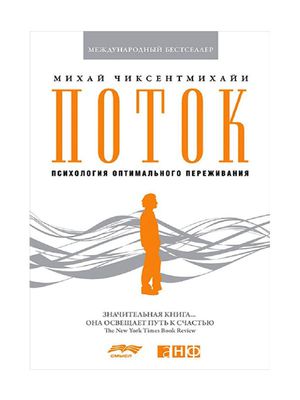 МЕЖДУНАРОДНЫЙ БЕСТСЕЛЛЕР
МИХАЙ ЧИКСЕНТМИХАЙИ
ПОТОК
ПСИХОЛОГИЯ ОПТИМАЛЬНОГО ПЕРЕЖИВАНИЯ
ЗНАЧИТЕЛЬНАЯ КНИГА...
ОНА ОСВЕЩАЕТ ПУТЬ К СЧАСТЬЮ
The New York Times Book Review
СМЫСЛ
АНФ